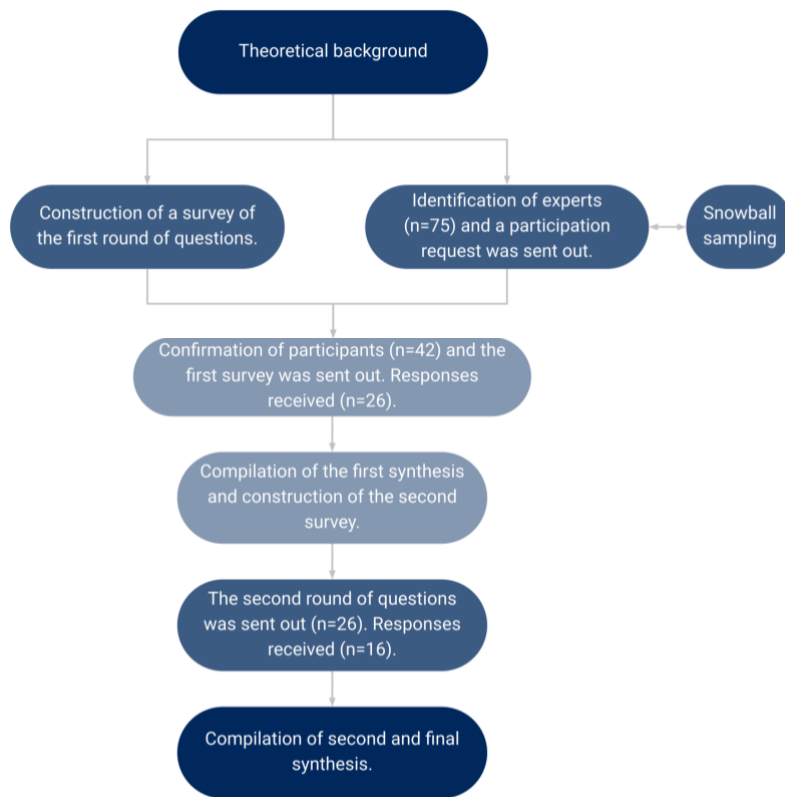 Theoretical background
Construction of a survey of
the first round of questions.
Identification of experts
(n=75) and a participation
request was sent out.
Snowball
sampling
Confirmation of participants (n=42) and the
first survey was sent out. Responses
received (n=26).
Compilation of the first synthesis
and construction of the second
survey.
The second round of questions
was sent out (n=26). Responses
received (n=16).
Compilation of second and final
synthesis.